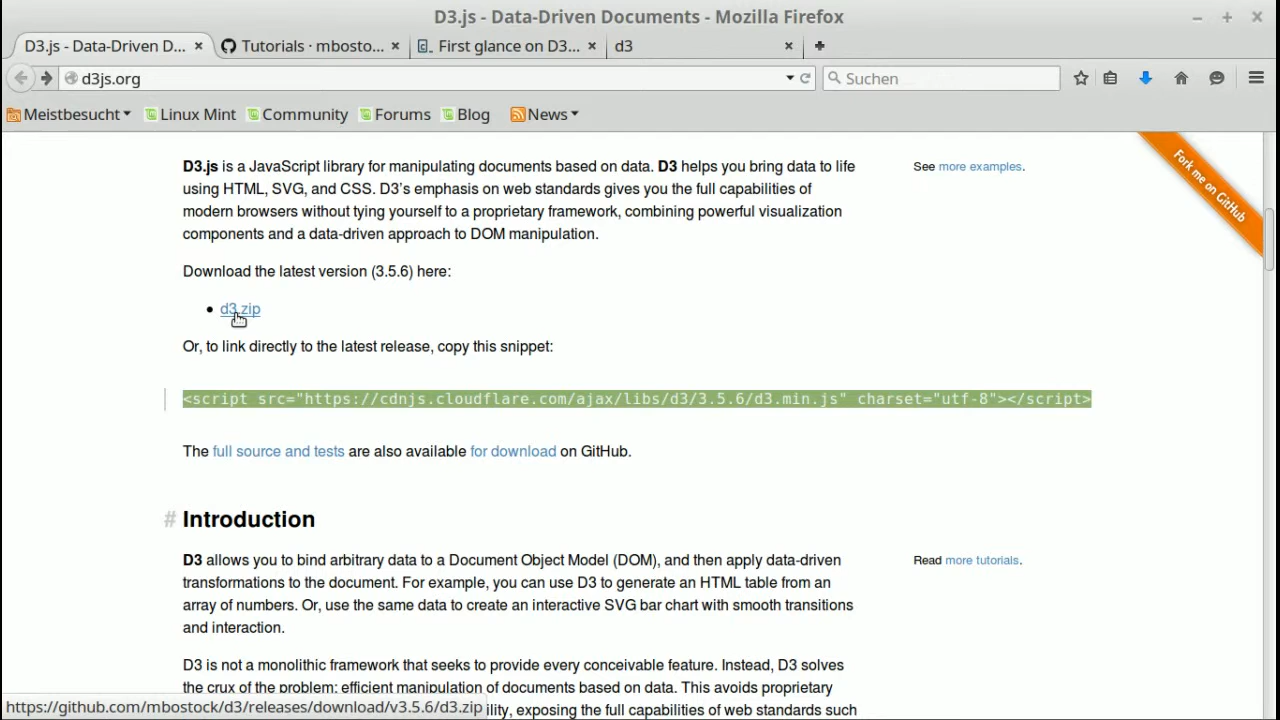 D3.js - Data-Driven Documents - Mozilla Firefox
D3.js - Data-Driven D... × Tutorials · mbosto... × First glance on D3... × d3 ×
d3js.org Suchen
Meistbesucht Linux Mint Community Forums Blog News
D3.js is a JavaScript library for manipulating documents based on data. D3 helps you bring data to life
using HTML, SVG, and CSS. D3's emphasis on web standards gives you the full capabilities of
modern browsers without tying yourself to a proprietary framework, combining powerful visualization
components and a data-driven approach to DOM manipulation.
See more examples.
Fork me on GitHub
Download the latest version (3.5.6) here:
• d3.zip
Or, to link directly to the latest release, copy this snippet:
<script src="https://cdnjs.cloudflare.com/ajax/libs/d3/3.5.6/d3.min.js" charset="utf-8"></script>
The full source and tests are also available for download on GitHub.
# Introduction
D3 allows you to bind arbitrary data to a Document Object Model (DOM), and then apply data-driven
transformations to the document. For example, you can use D3 to generate an HTML table from an
array of numbers. Or, use the same data to create an interactive SVG bar chart with smooth transitions
and interaction.
Read more tutorials.
D3 is not a monolithic framework that seeks to provide every conceivable feature. Instead, D3 solves
the crux of the problem: efficient manipulation of documents based on data. This avoids proprietary
ility, exposing the full capabilities of web standards such
https://github.com/mbostock/d3/releases/download/v3.5.6/d3.zip